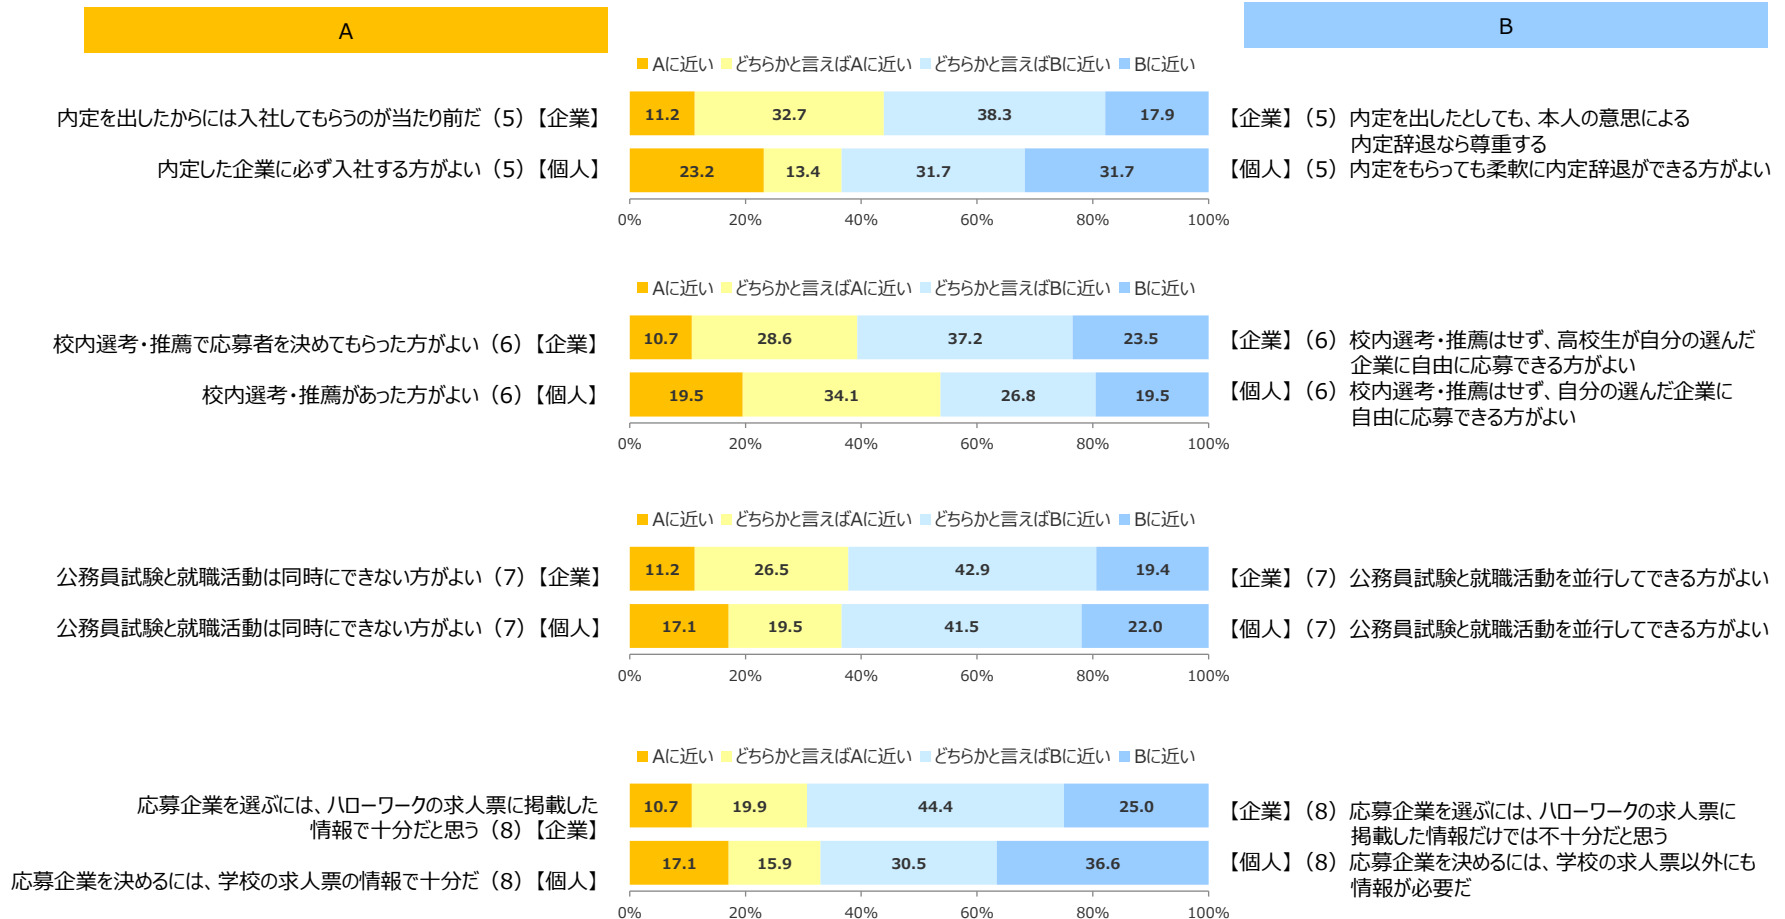 A
B
Aに近い どちらかと言えばAに近い どちらかと言えばBに近い Bに近い
内定を出したからには入社してもらうのが当たり前だ（5）【企業】
11.2 32.7 38.3 17.9
【企業】（5）内定を出したとしても、本人の意思による
内定辞退なら尊重する
内定した企業に必ず入社する方がよい（5）【個人】
23.2 13.4 31.7 31.7
【個人】（5）内定をもらっても柔軟に内定辞退ができる方がよい
0% 20% 40% 60% 80% 100%
Aに近い どちらかと言えばAに近い どちらかと言えばBに近い Bに近い
校内選考・推薦で応募者を決めてもらった方がよい（6）【企業】
10.7 28.6 37.2 23.5
【企業】（6）校内選考・推薦はせず、高校生が自分の選んだ
企業に自由に応募できる方がよい
校内選考・推薦があった方がよい（6）【個人】
19.5 34.1 26.8 19.5
【個人】（6）校内選考・推薦はせず、自分の選んだ企業に
自由に応募できる方がよい
0% 20% 40% 60% 80% 100%
Aに近い どちらかと言えばAに近い どちらかと言えばBに近い Bに近い
公務員試験と就職活動は同時にできない方がよい（7）【企業】
11.2 26.5 42.9 19.4
【企業】（7）公務員試験と就職活動を並行してできる方がよい
公務員試験と就職活動は同時にできない方がよい（7）【個人】
17.1 19.5 41.5 22.0
【個人】（7）公務員試験と就職活動を並行してできる方がよい
0% 20% 40% 60% 80% 100%
Aに近い どちらかと言えばAに近い どちらかと言えばBに近い Bに近い
応募企業を選ぶには、ハローワークの求人票に掲載した
情報で十分だと思う（8）【企業】
10.7 19.9 44.4 25.0
【企業】（8）応募企業を選ぶには、ハローワークの求人票に
掲載した情報だけでは不十分だと思う
応募企業を決めるには、学校の求人票の情報で十分だ（8）【個人】
17.1 15.9 30.5 36.6
【個人】（8）応募企業を決めるには、学校の求人票以外にも
情報が必要だ
0% 20% 40% 60% 80% 100%